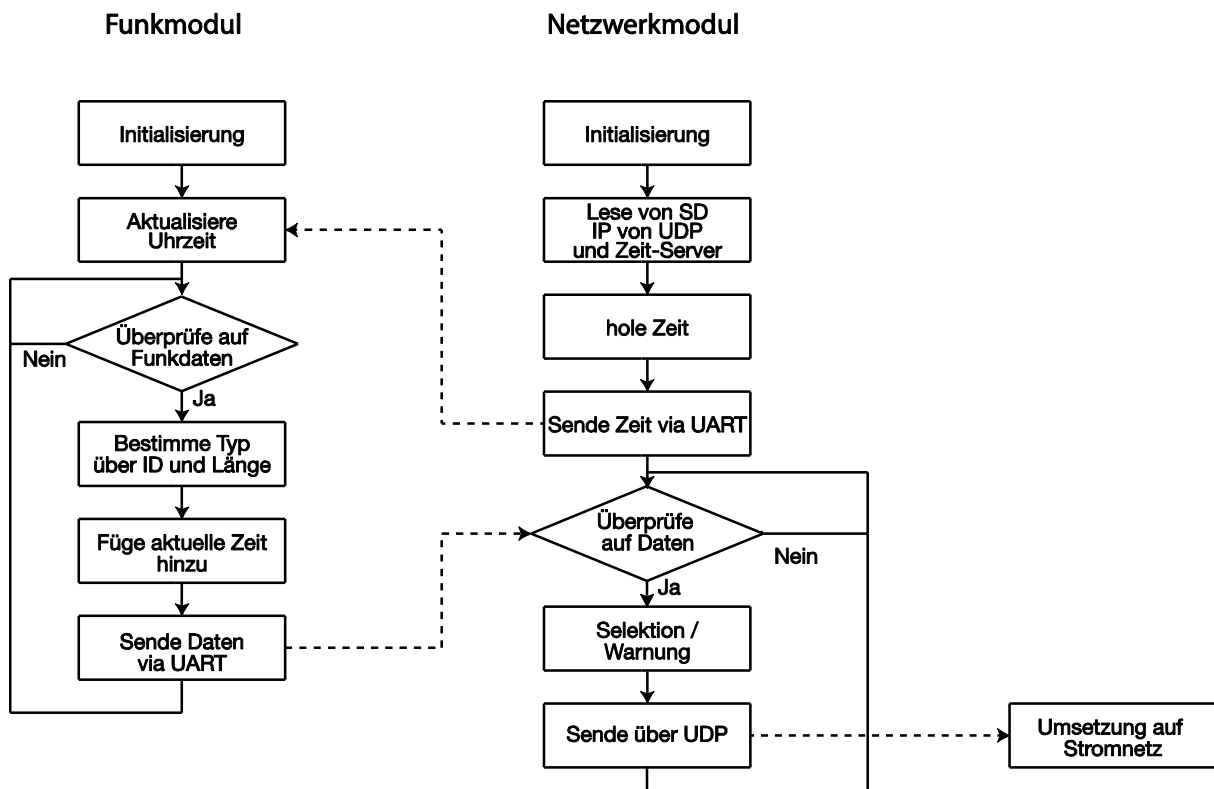 Funkmodul
Initialisierung
Aktualisiere
Uhrzeit
Überprüfe auf
Funkdaten
Nein
Ja
Bestimme Typ
über ID und Länge
Füge aktuelle Zeit
hinzu
Sende Daten
via UART
Netzwerkmodul
Initialisierung
Lese von SD
IP von UDP
und Zeit-Server
hole Zeit
Sende Zeit via UART
Überprüfe
auf Daten
Nein
Ja
Selektion /
Warnung
Sende über UDP
Umsetzung auf
Stromnetz